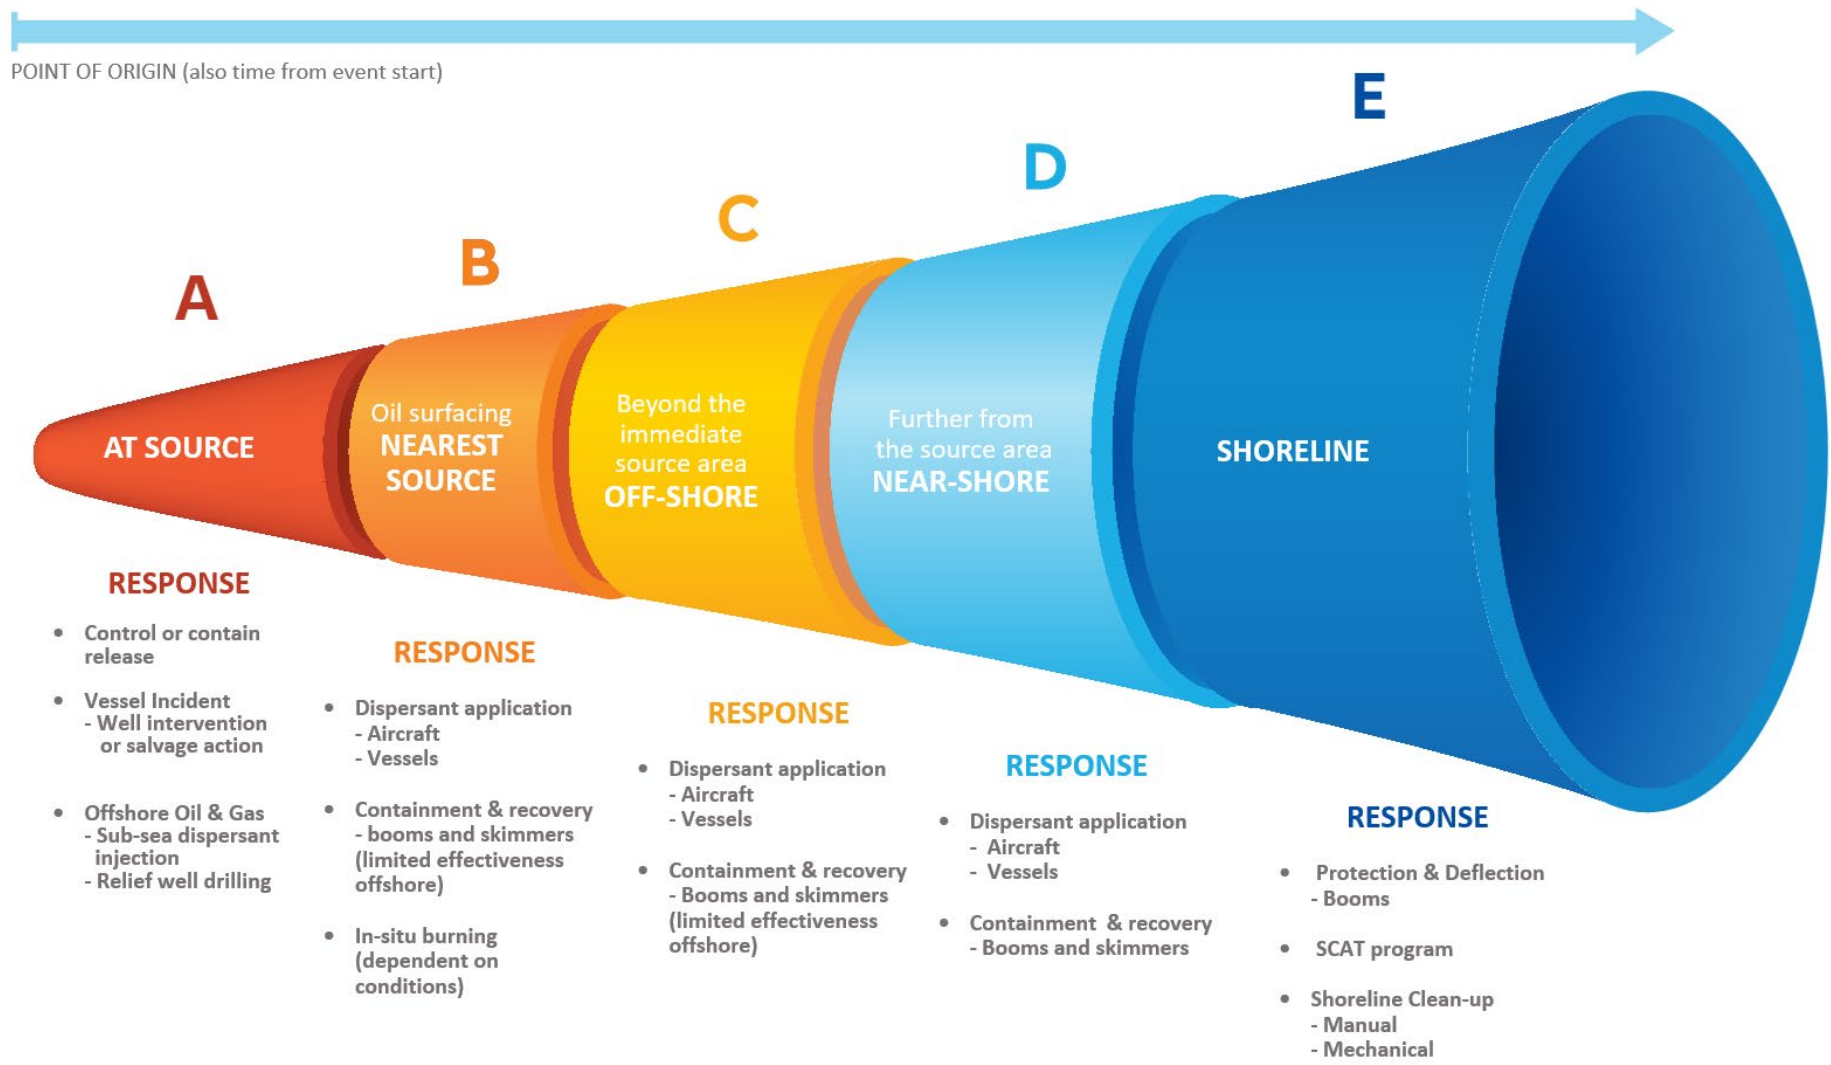 POINT OF ORIGIN (also time from event start)
A
AT SOURCE
RESPONSE
• Control or contain
release
• Vessel Incident
- Well intervention
or salvage action
• Offshore Oil & Gas
- Sub-sea dispersant
injection
- Relief well drilling
B
Oil surfacing
NEAREST
SOURCE
RESPONSE
• Dispersant application
- Aircraft
- Vessels
• Containment & recovery
- booms and skimmers
(limited effectiveness
offshore)
• In-situ burning
(dependent on
conditions)
C
Beyond the
immediate
source area
OFF-SHORE
RESPONSE
• Dispersant application
- Aircraft
- Vessels
• Containment & recovery
- Booms and skimmers
(limited effectiveness
offshore)
D
Further from
the source area
NEAR-SHORE
RESPONSE
• Dispersant application
- Aircraft
- Vessels
• Containment & recovery
- Booms and skimmers
E
SHORELINE
RESPONSE
• Protection & Deflection
- Booms
• SCAT program
• Shoreline Clean-up
- Manual
- Mechanical